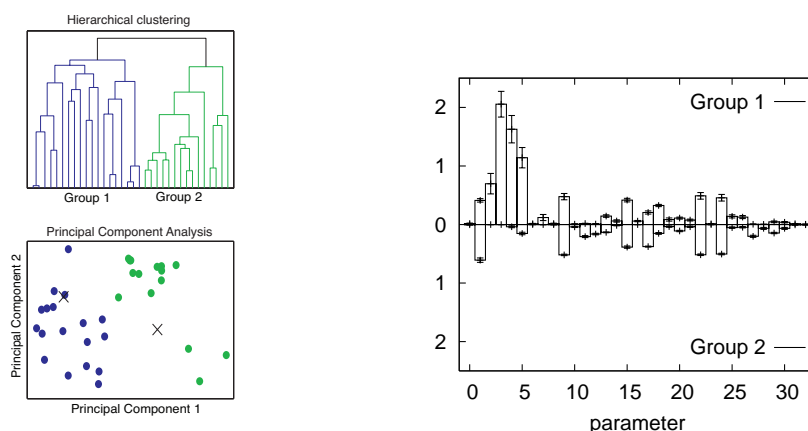 Hierarchical clustering
Group 1
Group 2
Principal Component Analysis
Principal Component 2
Principal Component 1
2
1
0
1
2
Group 1
Group 2
0 5 10 15 20 25 30
parameter